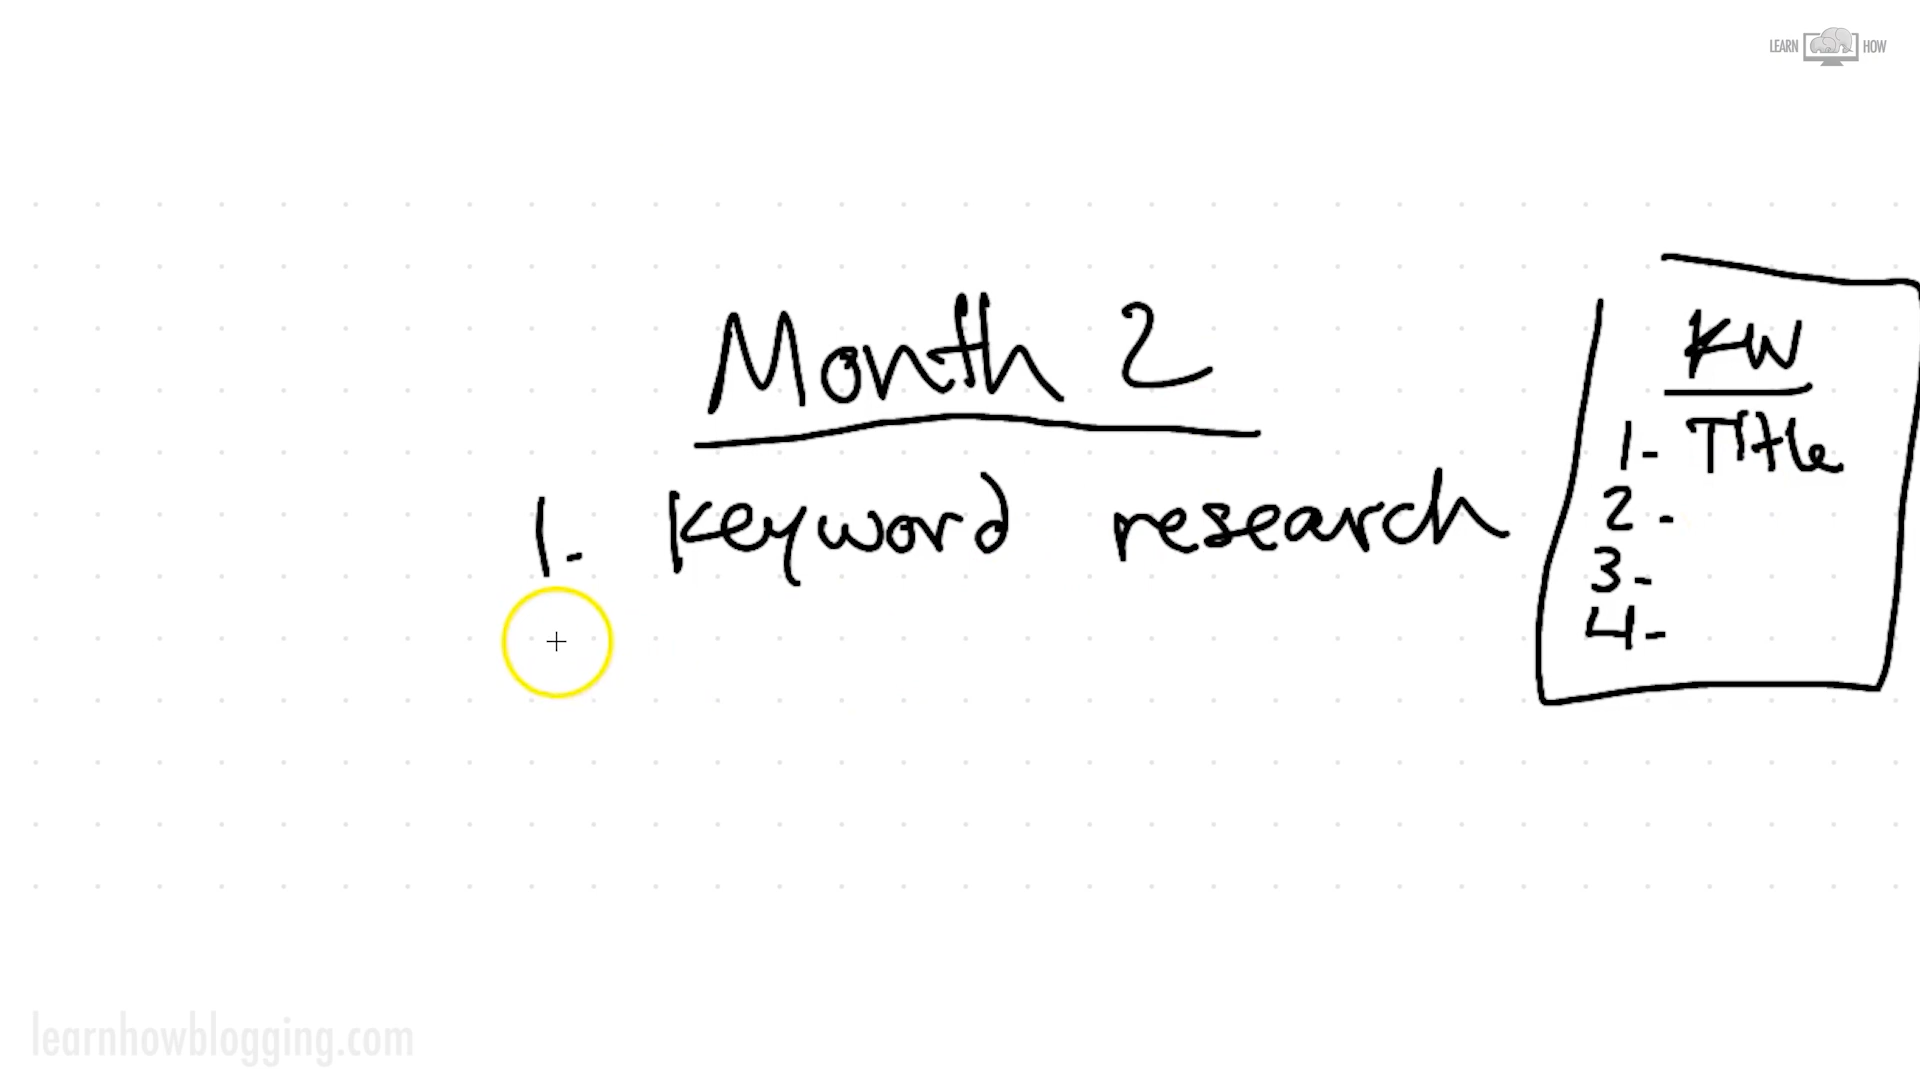 LEARN HOW
Month 2
1. Keyword research
KW
1- Title
2-
3-
4-
learnhowblogging.com